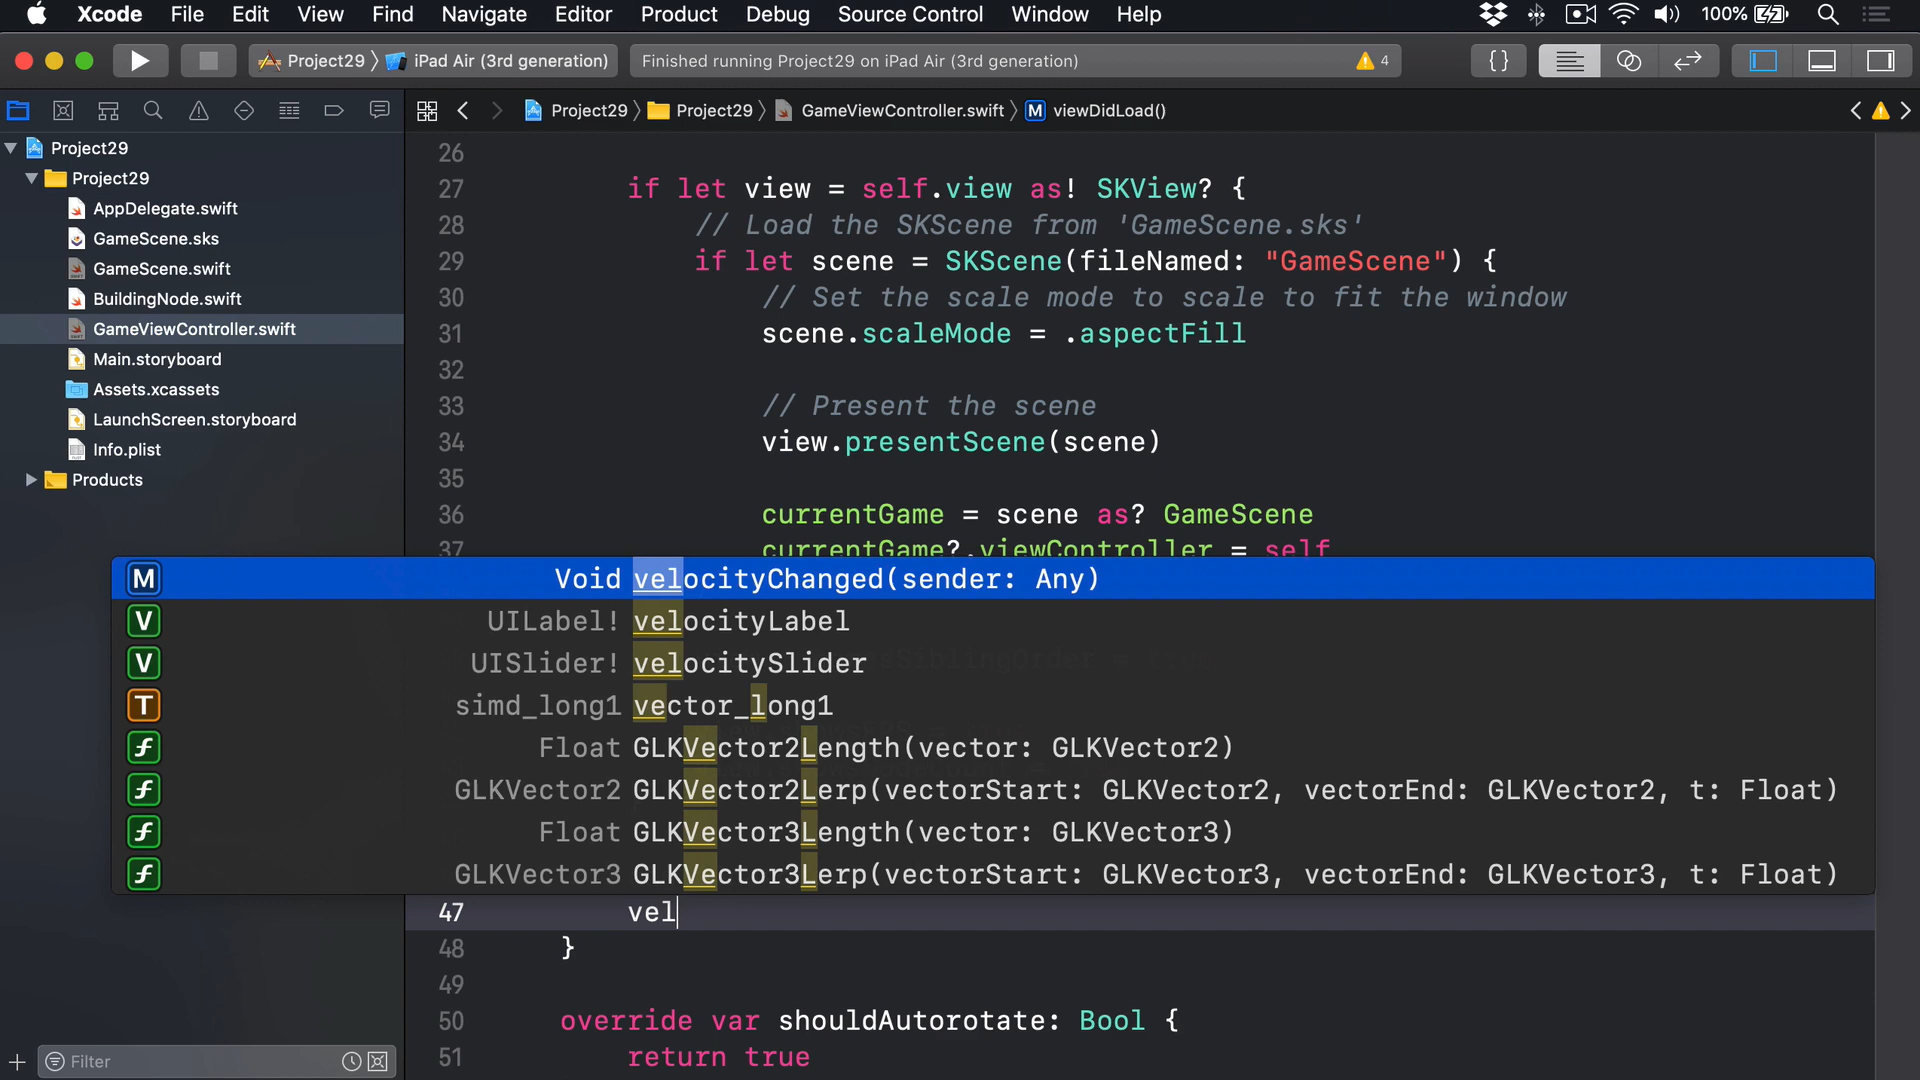 Xcode File Edit View Find Navigate Editor Product Debug Source Control Window Help 100%
Project29 iPad Air (3rd generation) Finished running Project29 on iPad Air (3rd generation) 4 {}
Project29 Project29 GameViewController.swift M viewDidLoad()
Project29
Project29
AppDelegate.swift
GameScene.sks
GameScene.swift
BuildingNode.swift
GameViewController.swift
Main.storyboard
Assets.xcassets
LaunchScreen.storyboard
Info.plist
Products
Filter
26
27 if let view = self.view as! SKView? {
28 // Load the SKScene from 'GameScene.sks'
29 if let scene = SKScene(fileNamed: "GameScene") {
30 // Set the scale mode to scale to fit the window
31 scene.scaleMode = .aspectFill
32
33 // Present the scene
34 view.presentScene(scene)
35
36 currentGame = scene as? GameScene
37 currentGame?.viewController = self
M Void velocityChanged(sender: Any)
V UILabel! velocityLabel
V UISlider! velocitySlider
T simd_long1 vector_long1
f Float GLKVector2Length(vector: GLKVector2)
f GLKVector2 GLKVector2Lerp(vectorStart: GLKVector2, vectorEnd: GLKVector2, t: Float)
f Float GLKVector3Length(vector: GLKVector3)
f GLKVector3 GLKVector3Lerp(vectorStart: GLKVector3, vectorEnd: GLKVector3, t: Float)
47 vel
48 }
49
50 override var shouldAutorotate: Bool {
51 return true